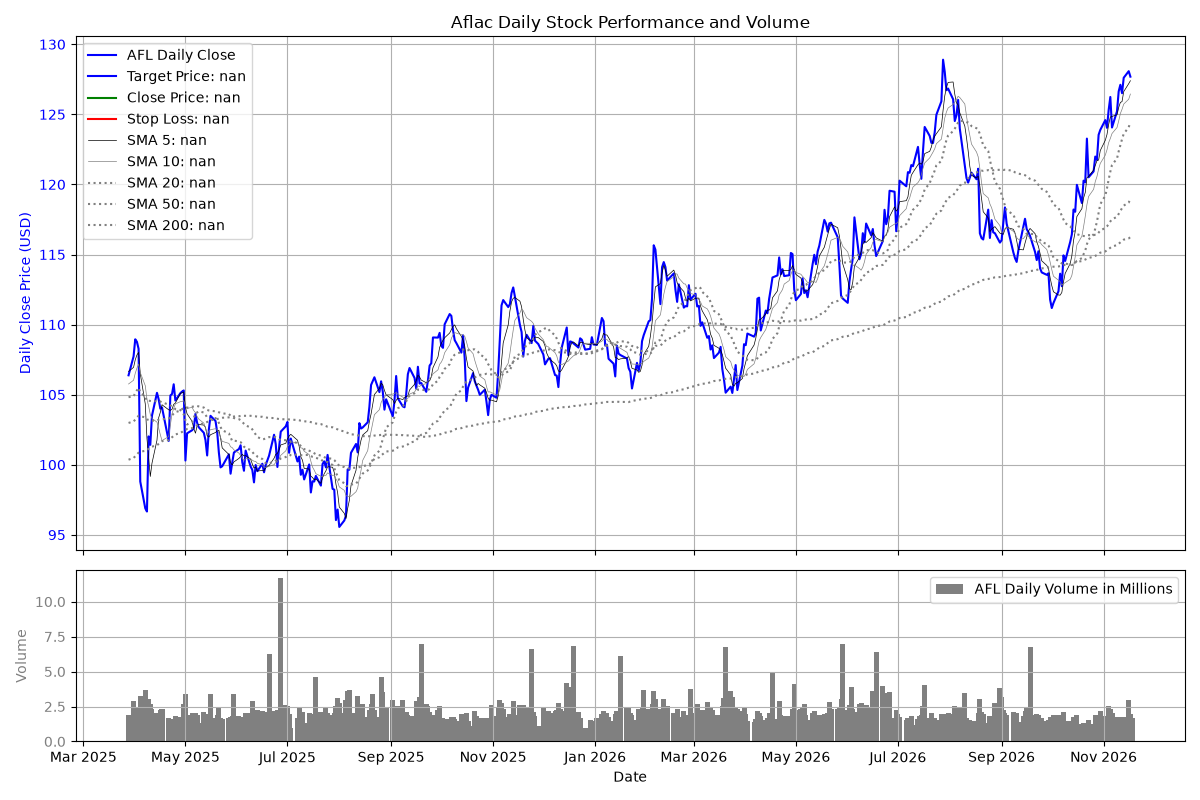 Aflac Daily Stock Performance and Volume
130
125
120
115
110
105
100
95
Daily Close Price (USD)
AFL Daily Close
Target Price: nan
Close Price: nan
Stop Loss: nan
SMA 5: nan
SMA 10: nan
SMA 20: nan
SMA 50: nan
SMA 200: nan
10.0
7.5
5.0
2.5
0.0
Volume
AFL Daily Volume in Millions
Mar 2025 May 2025 Jul 2025 Sep 2025 Nov 2025 Jan 2026 Mar 2026 May 2026 Jul 2026 Sep 2026 Nov 2026
Date